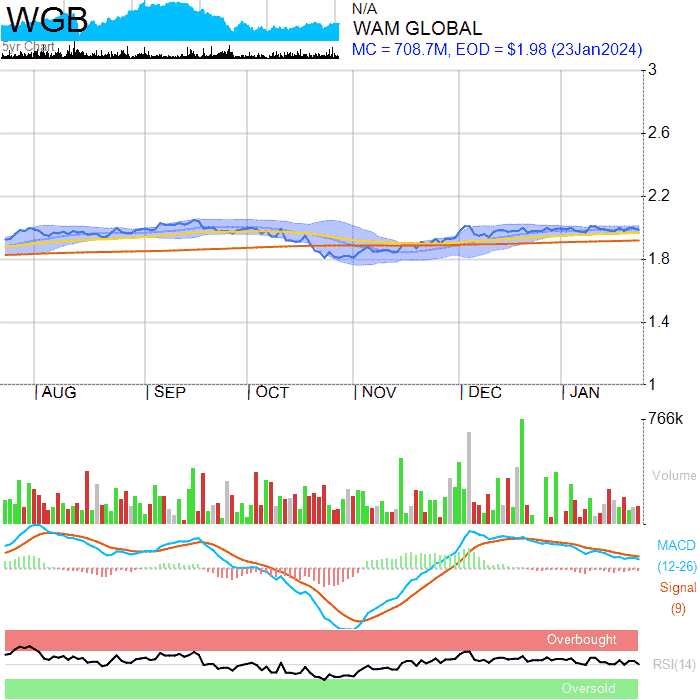 WGB
5yr Chart
N/A
WAM GLOBAL
MC = 708.7M, EOD = $1.98 (23Jan2024)
3
2.6
2.2
1.8
1.4
1
AUG SEP OCT NOV DEC JAN
766k
Volume
MACD
(12-26)
Signal
(9)
Overbought
RSI(14)
Oversold